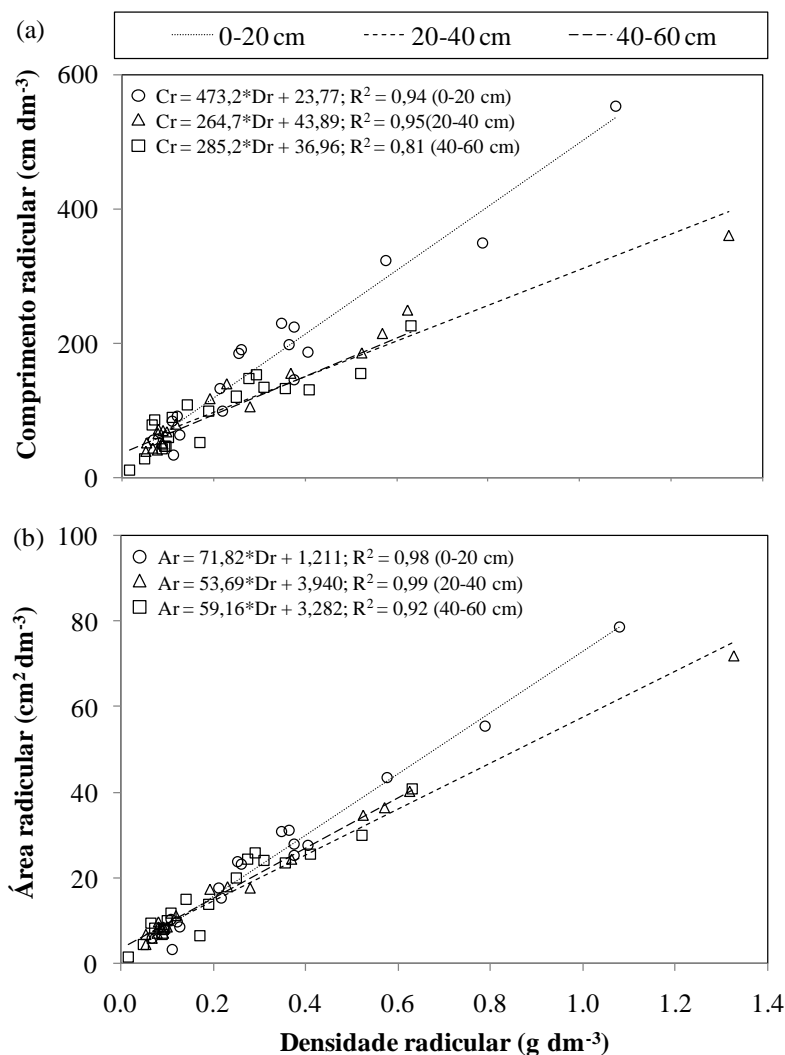 (a)
0-20 cm 20-40 cm 40-60 cm
600
400
200
0
Comprimento radicular (cm dm-3)
Cr = 473,2*Dr + 23,77; R2 = 0,94 (0-20 cm)
Cr = 264,7*Dr + 43,89; R2 = 0,95(20-40 cm)
Cr = 285,2*Dr + 36,96; R2 = 0,81 (40-60 cm)
(b)
100
80
60
40
20
0
Área radicular (cm2 dm-3)
Ar = 71,82*Dr + 1,211; R2 = 0,98 (0-20 cm)
Ar = 53,69*Dr + 3,940; R2 = 0,99 (20-40 cm)
Ar = 59,16*Dr + 3,282; R2 = 0,92 (40-60 cm)
0.0 0.2 0.4 0.6 0.8 1.0 1.2 1.4
Densidade radicular (g dm-3)